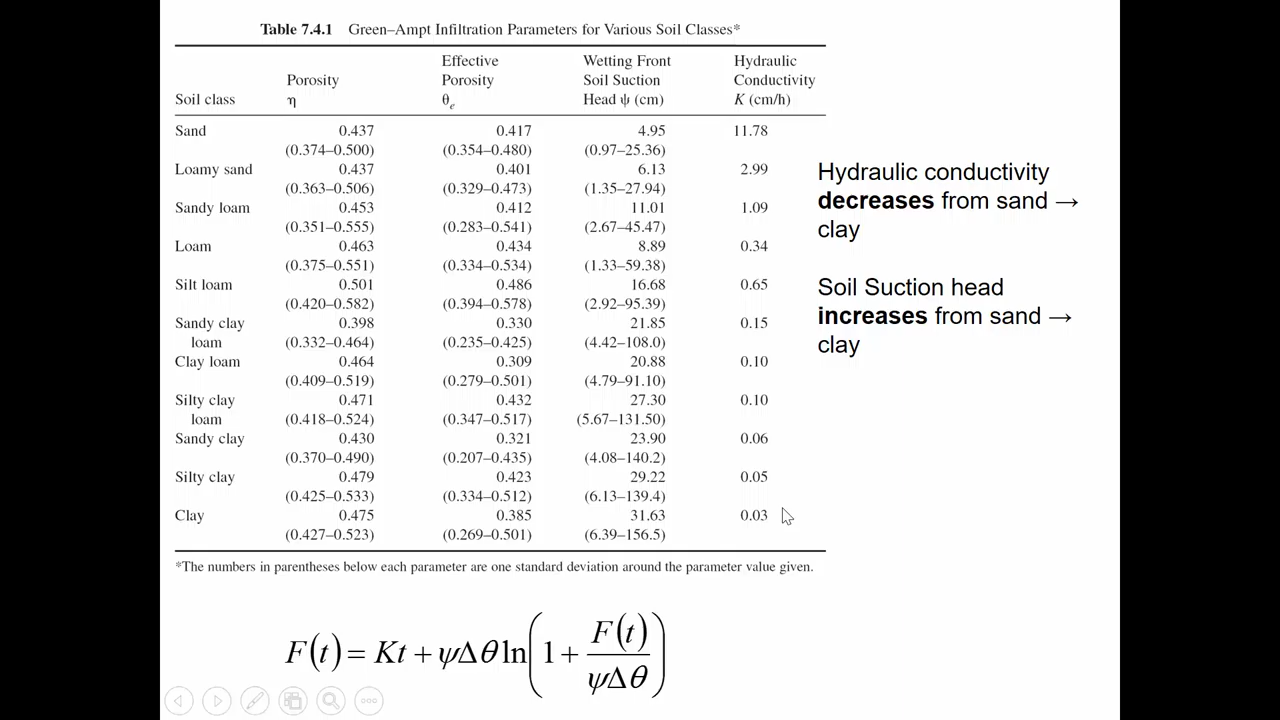 Table 7.4.1 Green–Ampt Infiltration Parameters for Various Soil Classes*
Effective Wetting Front Hydraulic
Porosity Porosity Soil Suction Conductivity
Soil class η θe Head ψ (cm) K (cm/h)
Sand 0.437 0.417 4.95 11.78
(0.374–0.500) (0.354–0.480) (0.97–25.36)
Loamy sand 0.437 0.401 6.13 2.99
(0.363–0.506) (0.329–0.473) (1.35–27.94)
Sandy loam 0.453 0.412 11.01 1.09
(0.351–0.555) (0.283–0.541) (2.67–45.47)
Loam 0.463 0.434 8.89 0.34
(0.375–0.551) (0.334–0.534) (1.33–59.38)
Silt loam 0.501 0.486 16.68 0.65
(0.420–0.582) (0.394–0.578) (2.92–95.39)
Sandy clay 0.398 0.330 21.85 0.15
loam (0.332–0.464) (0.235–0.425) (4.42–108.0)
Clay loam 0.464 0.309 20.88 0.10
(0.409–0.519) (0.279–0.501) (4.79–91.10)
Silty clay 0.471 0.432 27.30 0.10
loam (0.418–0.524) (0.347–0.517) (5.67–131.50)
Sandy clay 0.430 0.321 23.90 0.06
(0.370–0.490) (0.207–0.435) (4.08–140.2)
Silty clay 0.479 0.423 29.22 0.05
(0.425–0.533) (0.334–0.512) (6.13–139.4)
Clay 0.475 0.385 31.63 0.03
(0.427–0.523) (0.269–0.501) (6.39–156.5)
*The numbers in parentheses below each parameter are one standard deviation around the parameter value given.
Hydraulic conductivity
decreases from sand →
clay
Soil Suction head
increases from sand →
clay
F(t) = Kt + ψΔθ ln(1 + F(t)/ψΔθ)